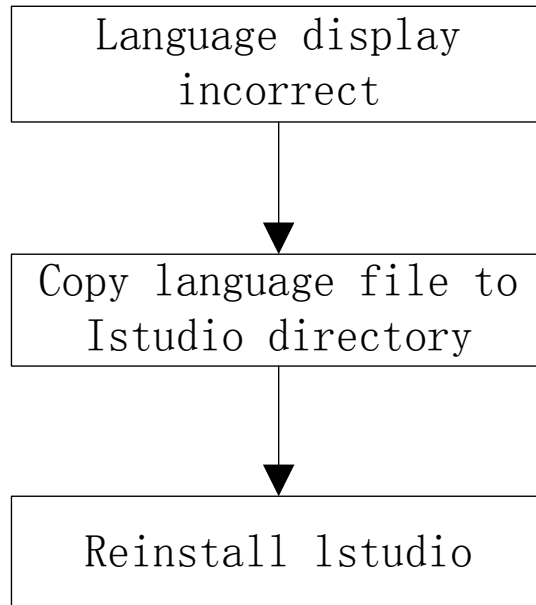 Language display
incorrect
Copy language file to
Istudio directory
Reinstall lstudio